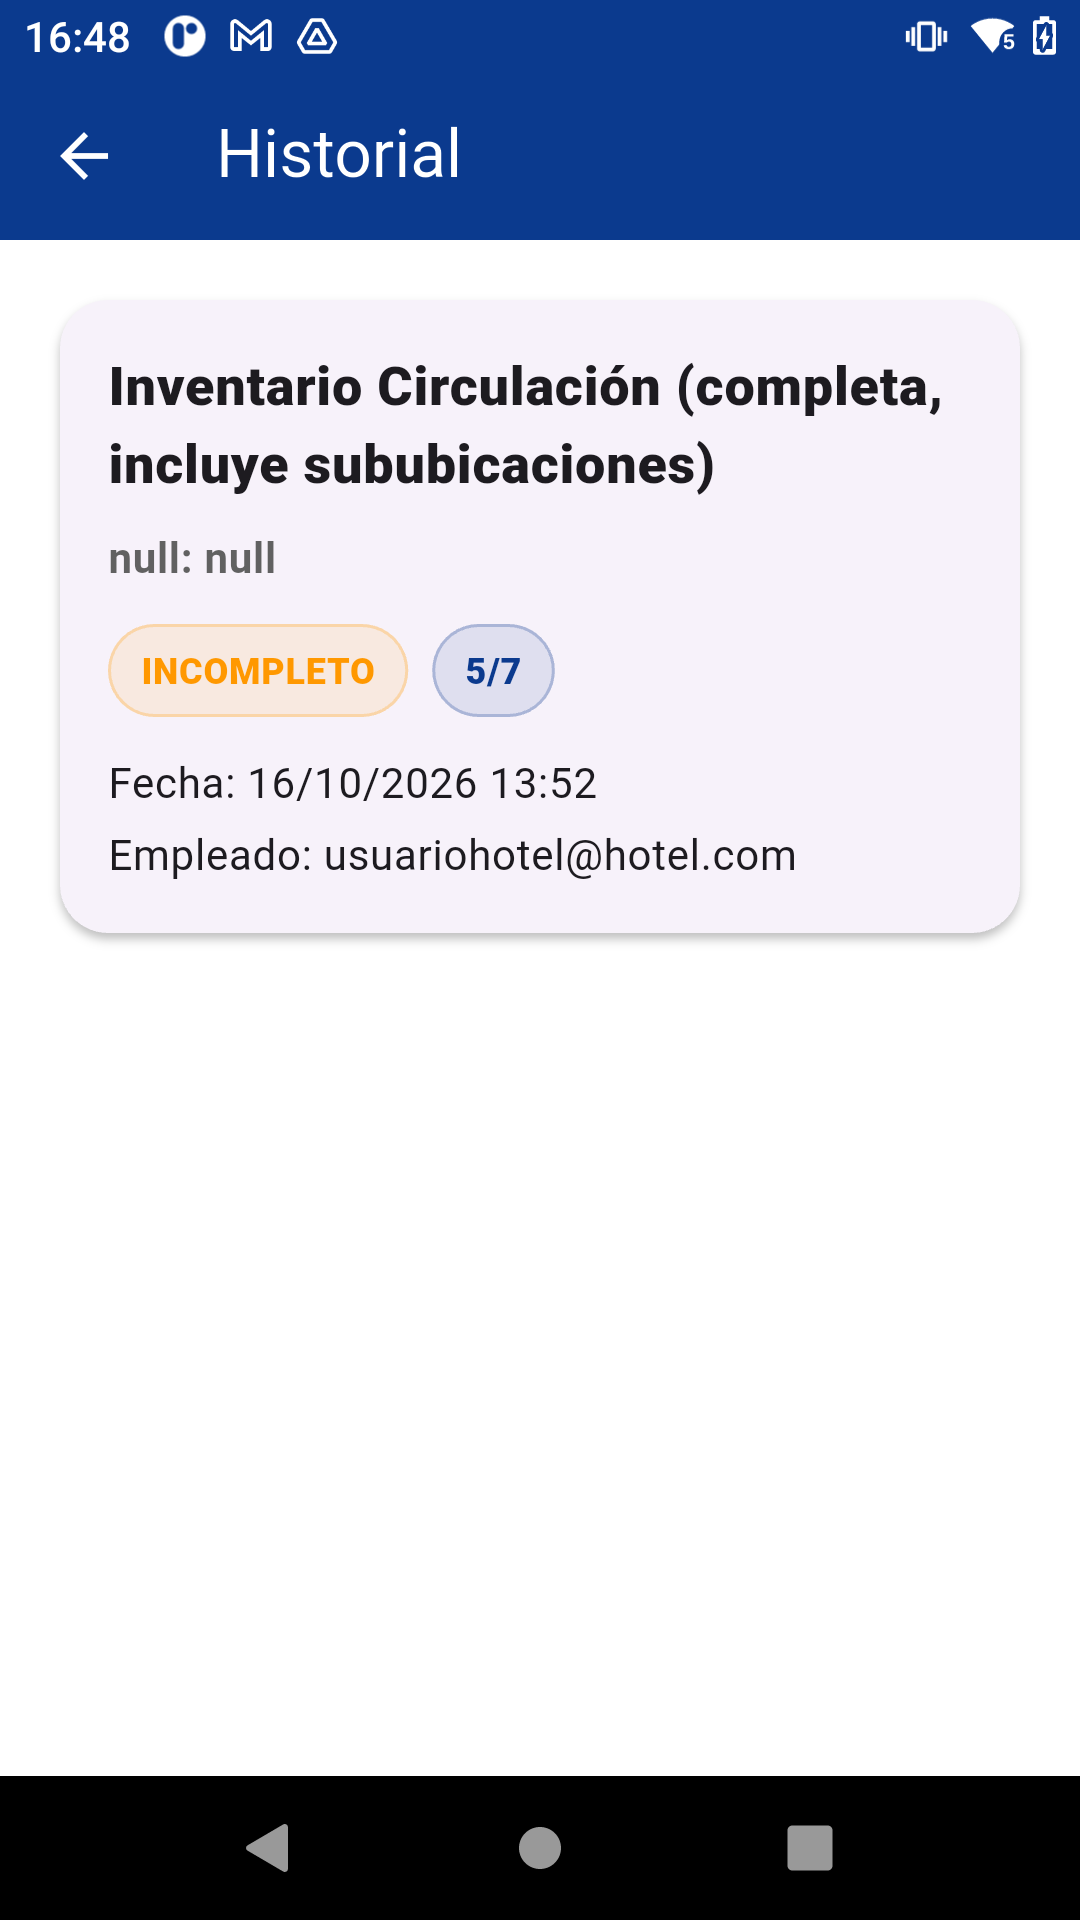 16:48
5
Historial
Inventario Circulación (completa,
incluye sububicaciones)
null: null
INCOMPLETO 5/7
Fecha: 16/10/2026 13:52
Empleado: usuariohotel@hotel.com